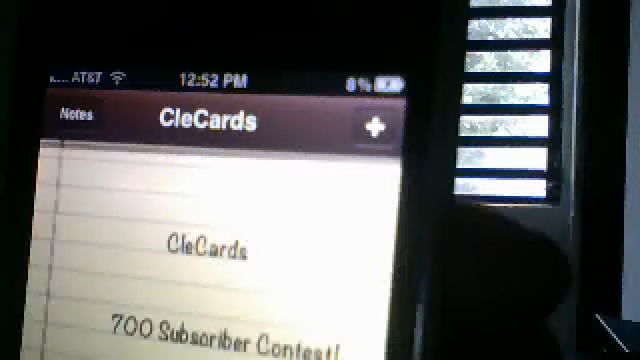 AT&T 12:52 PM 8%
Notes CleCards +
CleCards
700 Subscriber Contest!